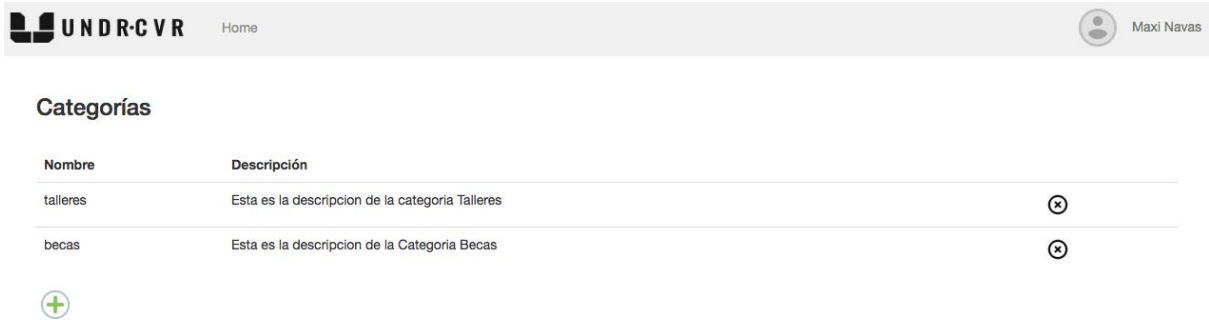 UNDR·CVR Home Maxi Navas
Categorías
Nombre Descripción
talleres Esta es la descripcion de la categoria Talleres
becas Esta es la descripcion de la Categoria Becas